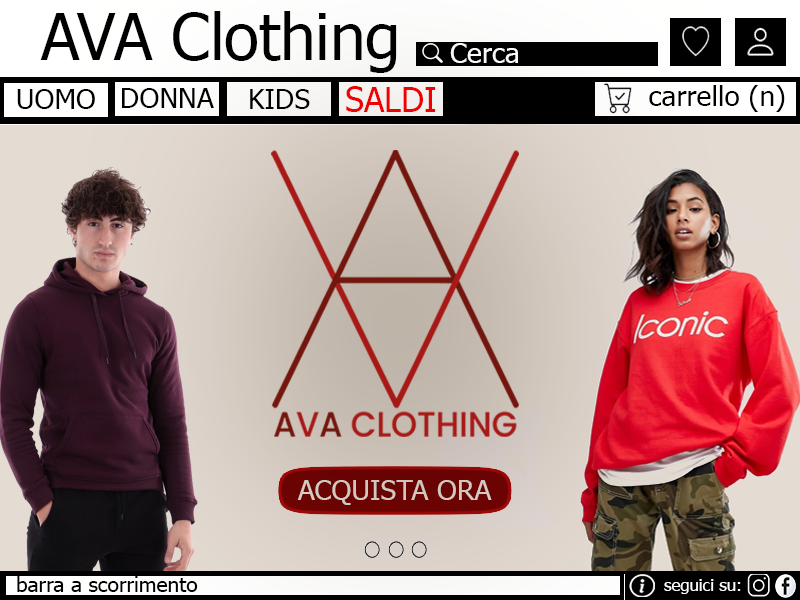 AVA Clothing
Cerca
UOMO
DONNA
KIDS
SALDI
carrello (n)
Iconic
AVA CLOTHING
ACQUISTA ORA
barra a scorrimento
seguici su: